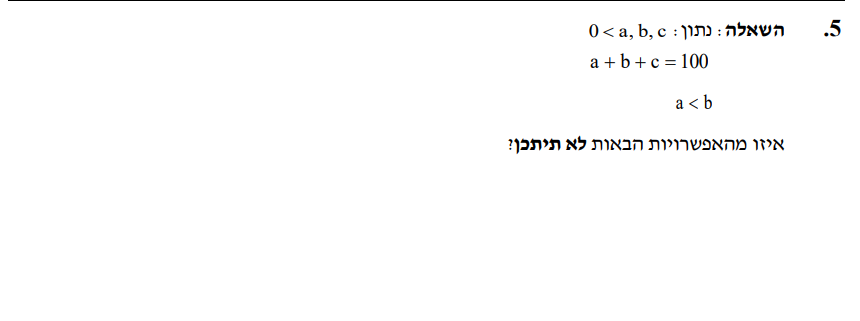 5. השאלה: נתון: 0 < a, b, c
a + b + c = 100
a < b
איזו מהאפשרויות הבאות לא תיתכן?